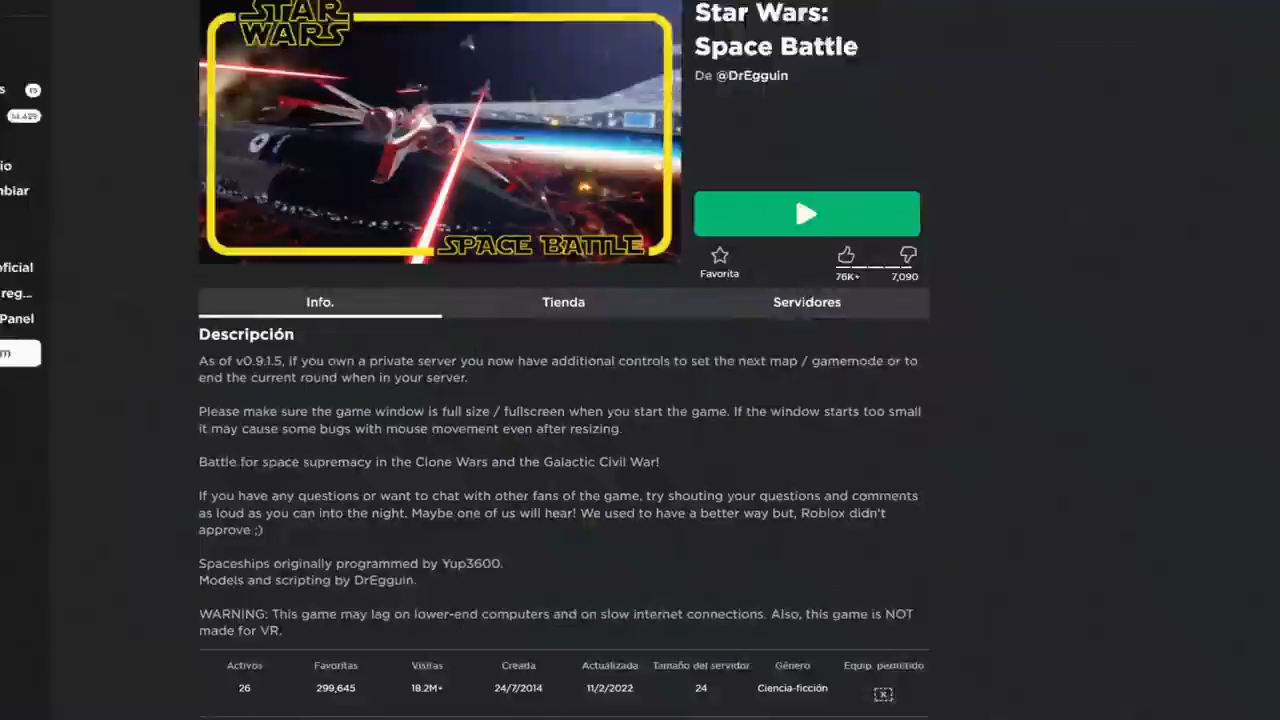 STAR
WARS
SPACE BATTLE
Star Wars:
Space Battle
De @DrEgguin
Favorita
76K+
7,090
io
nbiar
oficial
reg...
Panel
m
Info.
Tienda
Servidores
Descripción
As of v0.9.1.5, if you own a private server you now have additional controls to set the next map / gamemode or to
end the current round when in your server.
Please make sure the game window is full size / fullscreen when you start the game. If the window starts too small
it may cause some bugs with mouse movement even after resizing.
Battle for space supremacy in the Clone Wars and the Galactic Civil War!
If you have any questions or want to chat with other fans of the game, try shouting your questions and comments
as loud as you can into the night. Maybe one of us will hear! We used to have a better way but, Roblox didn't
approve ;)
Spaceships originally programmed by Yup3600.
Models and scripting by DrEgguin.
WARNING: This game may lag on lower-end computers and on slow internet connections. Also, this game is NOT
made for VR.
Activos Favoritas Visitas Creada Actualizada Tamaño del servidor Género Equip. permitido
26 299,645 18.2M+ 24/7/2014 11/2/2022 24 Ciencia-ficción